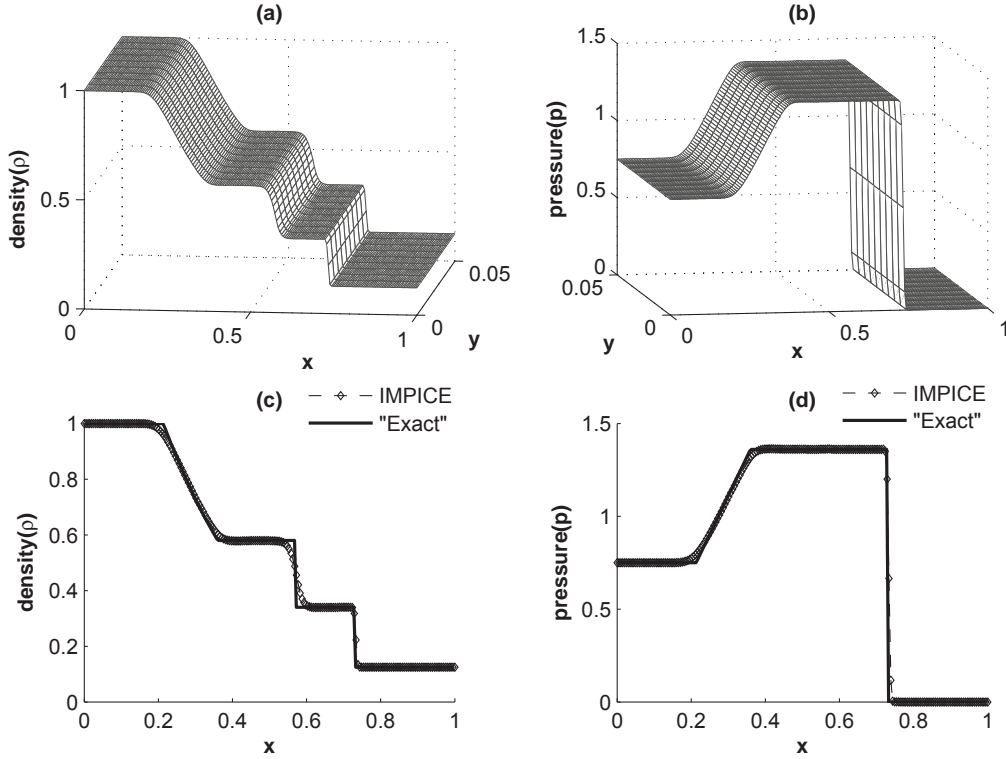 (a)
1
0.5
0
density(ρ)
0
0.5
1
x
0
0.05
y
(b)
1.5
1
0.5
0
pressure(p)
0.05
0
y
0
0.5
1
x
(c)
IMPICE
"Exact"
1
0.8
0.6
0.4
0.2
0
density(ρ)
0
0.2
0.4
0.6
0.8
1
x
(d)
IMPICE
"Exact"
1.5
1
0.5
0
pressure(p)
0
0.2
0.4
0.6
0.8
1
x